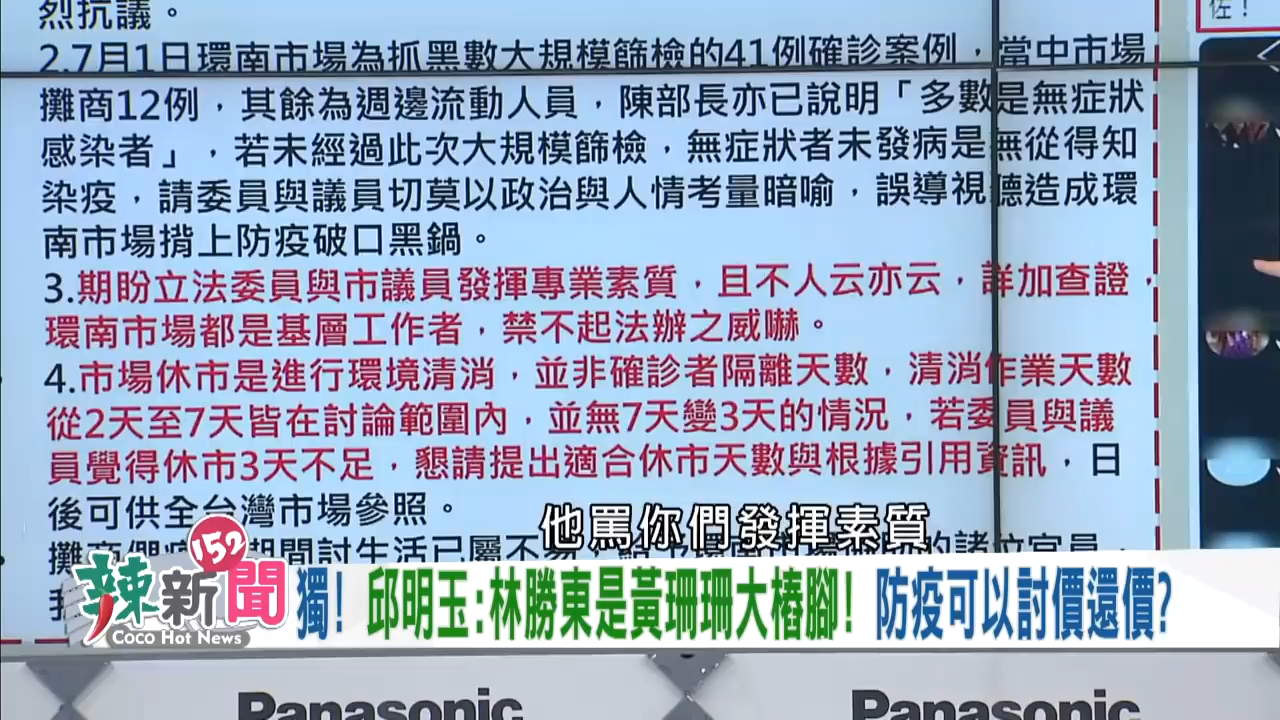 烈抗議。
佐!
2.7月1日環南市場為抓黑數大規模篩檢的41例確診案例，當中市場
攤商12例，其餘為週邊流動人員，陳部長亦已說明「多數是無症狀
感染者」，若未經過此次大規模篩檢，無症狀者未發病是無從得知
染疫，請委員與議員切莫以政治與人情考量暗喻，誤導視聽造成環
南市場揹上防疫破口黑鍋。
3.期盼立法委員與市議員發揮專業素質，且不人云亦云，詳加查證，
環南市場都是基層工作者，禁不起法辦之威嚇。
4.市場休市是進行環境清消，並非確診者隔離天數，清消作業天數
從2天至7天皆在討論範圍內，並無7天變3天的情況，若委員與議
員覺得休市3天不足，懇請提出適合休市天數與根據引用資訊，日
後可供全台灣市場參照。
他罵你們發揮素質
攤商們 期間討生活已屬不
152
辣新聞
Coco Hot News
獨! 邱明玉:林勝東是黃珊珊大樁腳! 防疫可以討價還價?
Panasonic Panasonic